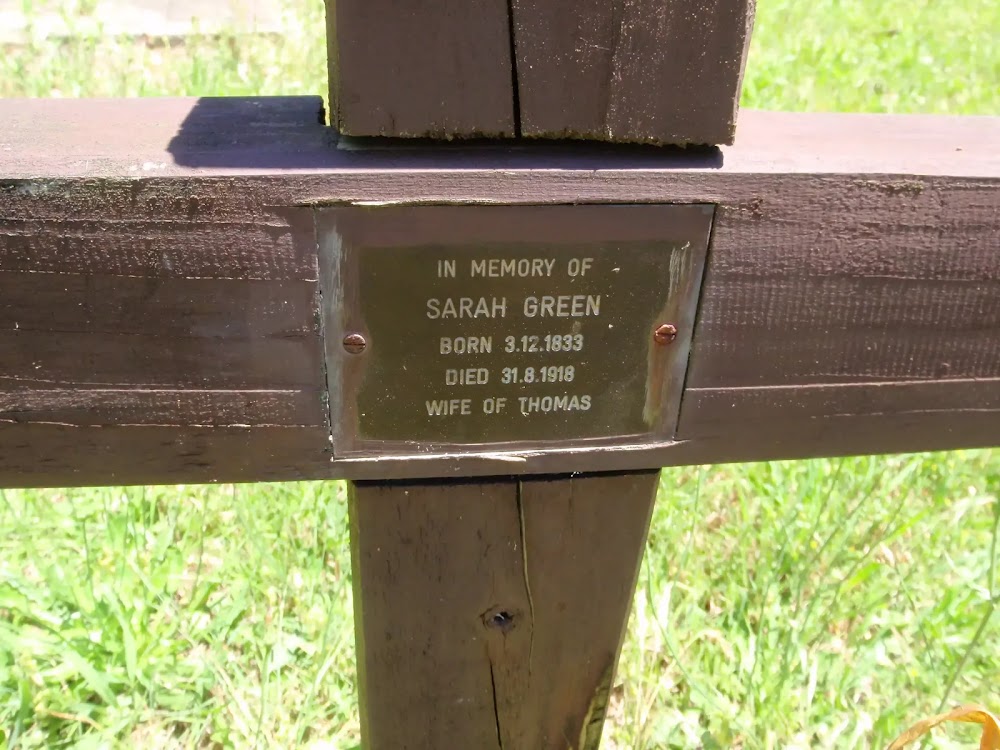 IN MEMORY OF
SARAH GREEN
BORN 3.12.1833
DIED 31.8.1918
WIFE OF THOMAS